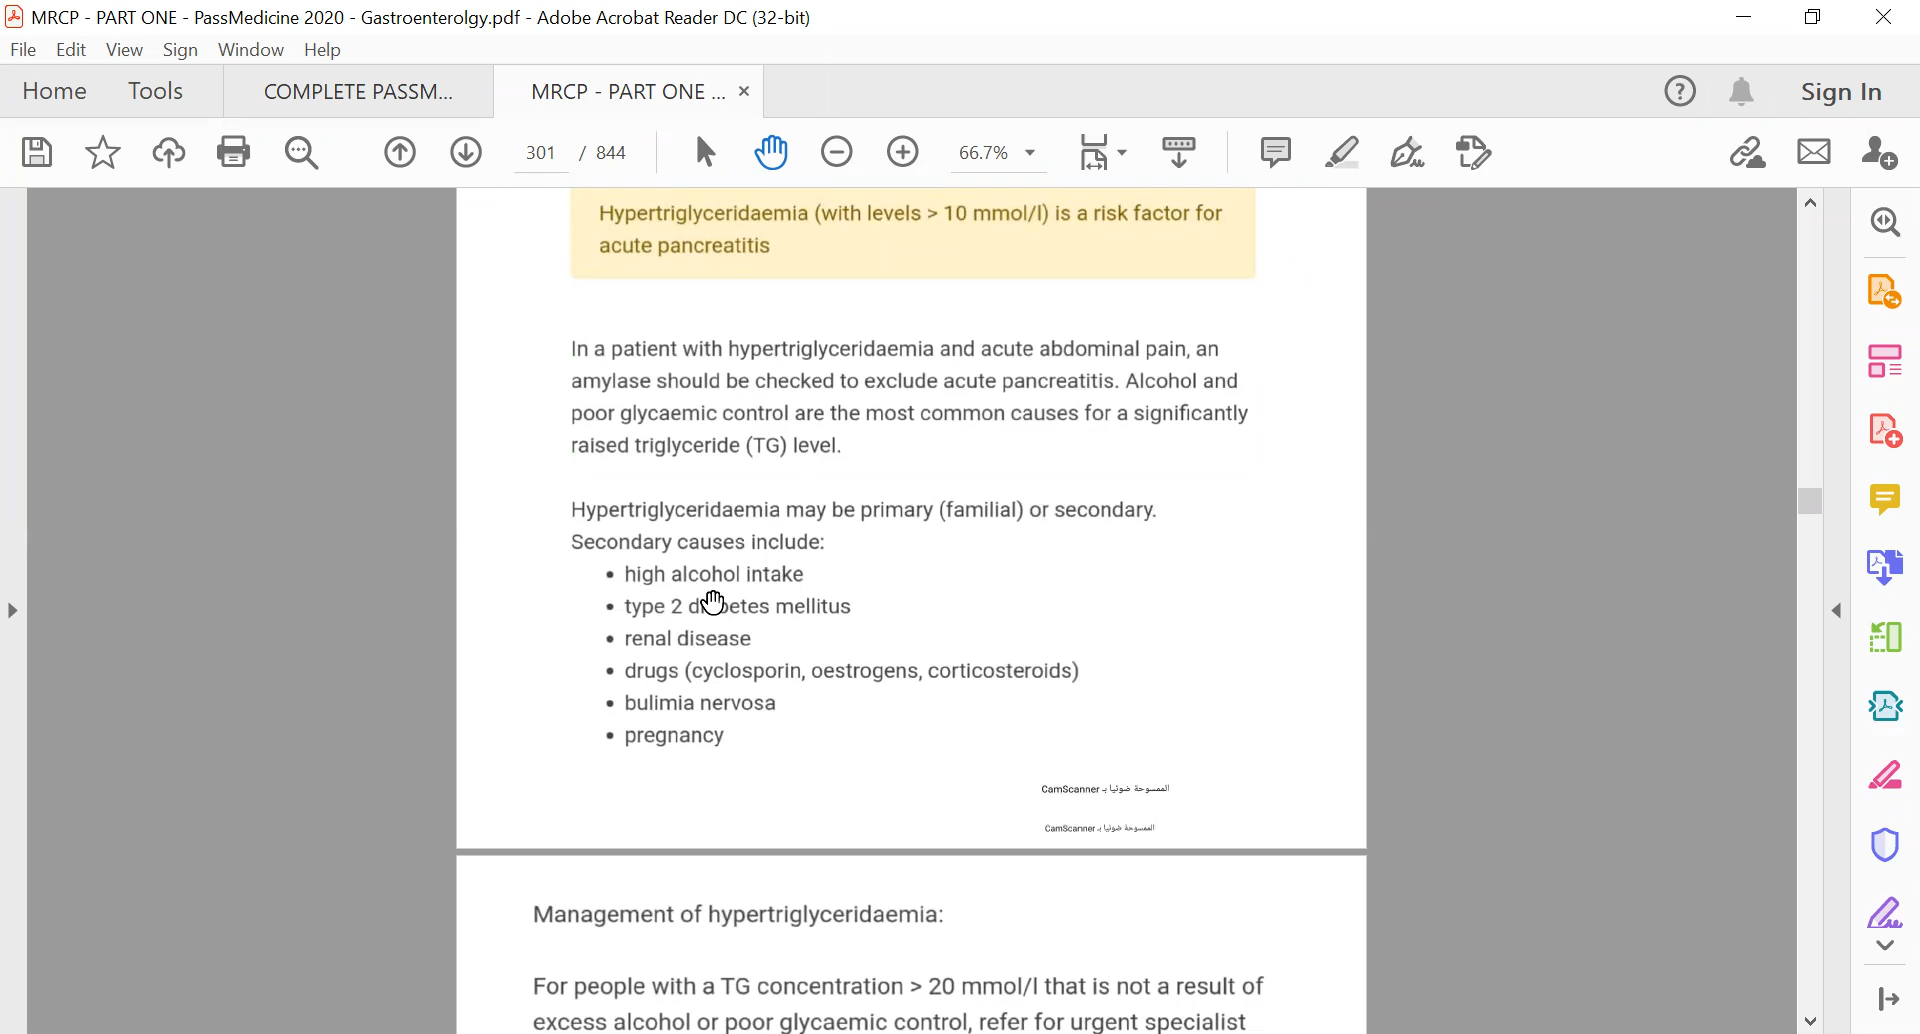 MRCP - PART ONE - PassMedicine 2020 - Gastroenterolgy.pdf - Adobe Acrobat Reader DC (32-bit)
File Edit View Sign Window Help
Home Tools COMPLETE PASSM... MRCP - PART ONE ... Sign In
301 / 844 66.7%
Hypertriglyceridaemia (with levels > 10 mmol/l) is a risk factor for
acute pancreatitis
In a patient with hypertriglyceridaemia and acute abdominal pain, an
amylase should be checked to exclude acute pancreatitis. Alcohol and
poor glycaemic control are the most common causes for a significantly
raised triglyceride (TG) level.
Hypertriglyceridaemia may be primary (familial) or secondary.
Secondary causes include:
• high alcohol intake
• type 2 diabetes mellitus
• renal disease
• drugs (cyclosporin, oestrogens, corticosteroids)
• bulimia nervosa
• pregnancy
الممسوحة ضوئيا بـ CamScanner
الممسوحة ضوئيا بـ CamScanner
Management of hypertriglyceridaemia:
For people with a TG concentration > 20 mmol/l that is not a result of
excess alcohol or poor glycaemic control, refer for urgent specialist